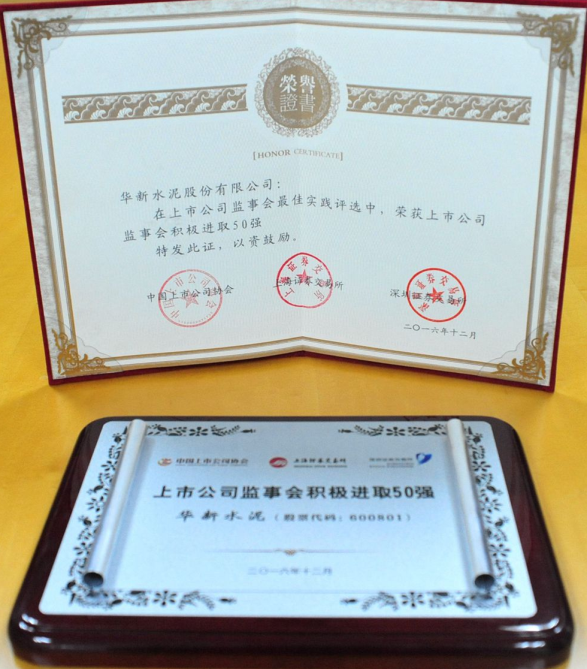 榮譽
證書
[HONOR CERTIFICATE]
华新水泥股份有限公司:
在上市公司监事会最佳实践评选中,荣获上市公司
监事会积极进取50强
特发此证,以资鼓励。
中国上市公司协会
上海证券交易所
深圳证券交易所
二〇一六年十二月
中国上市公司协会
上海证券交易所
上市公司监事会积极进取50强
华新水泥(股票代码:600801)
二〇一六年十二月